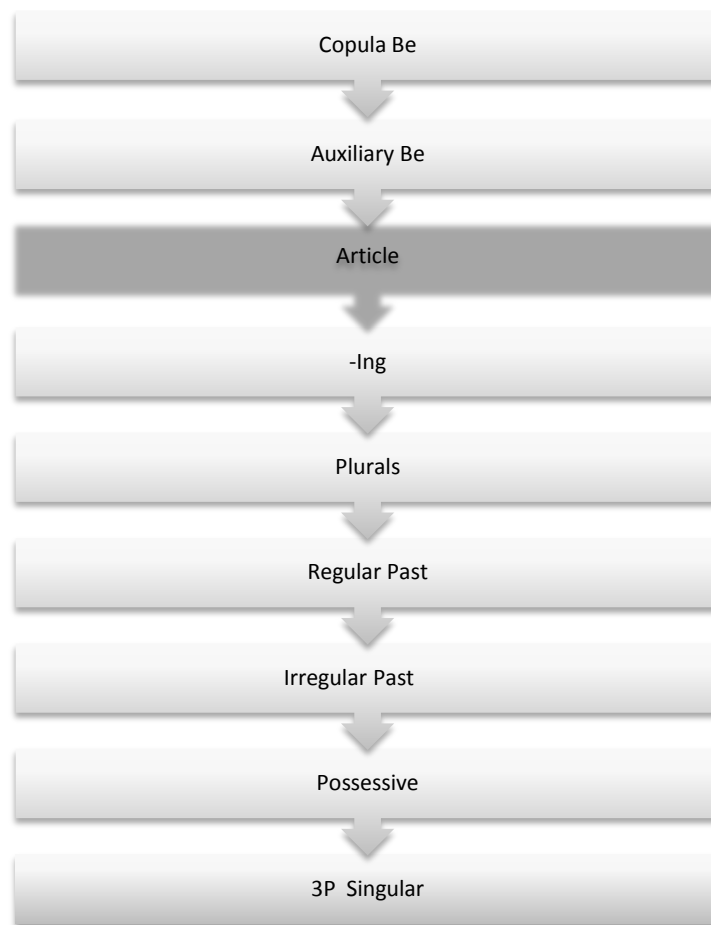 Copula Be
Auxiliary Be
Article
-Ing
Plurals
Regular Past
Irregular Past
Possessive
3P Singular